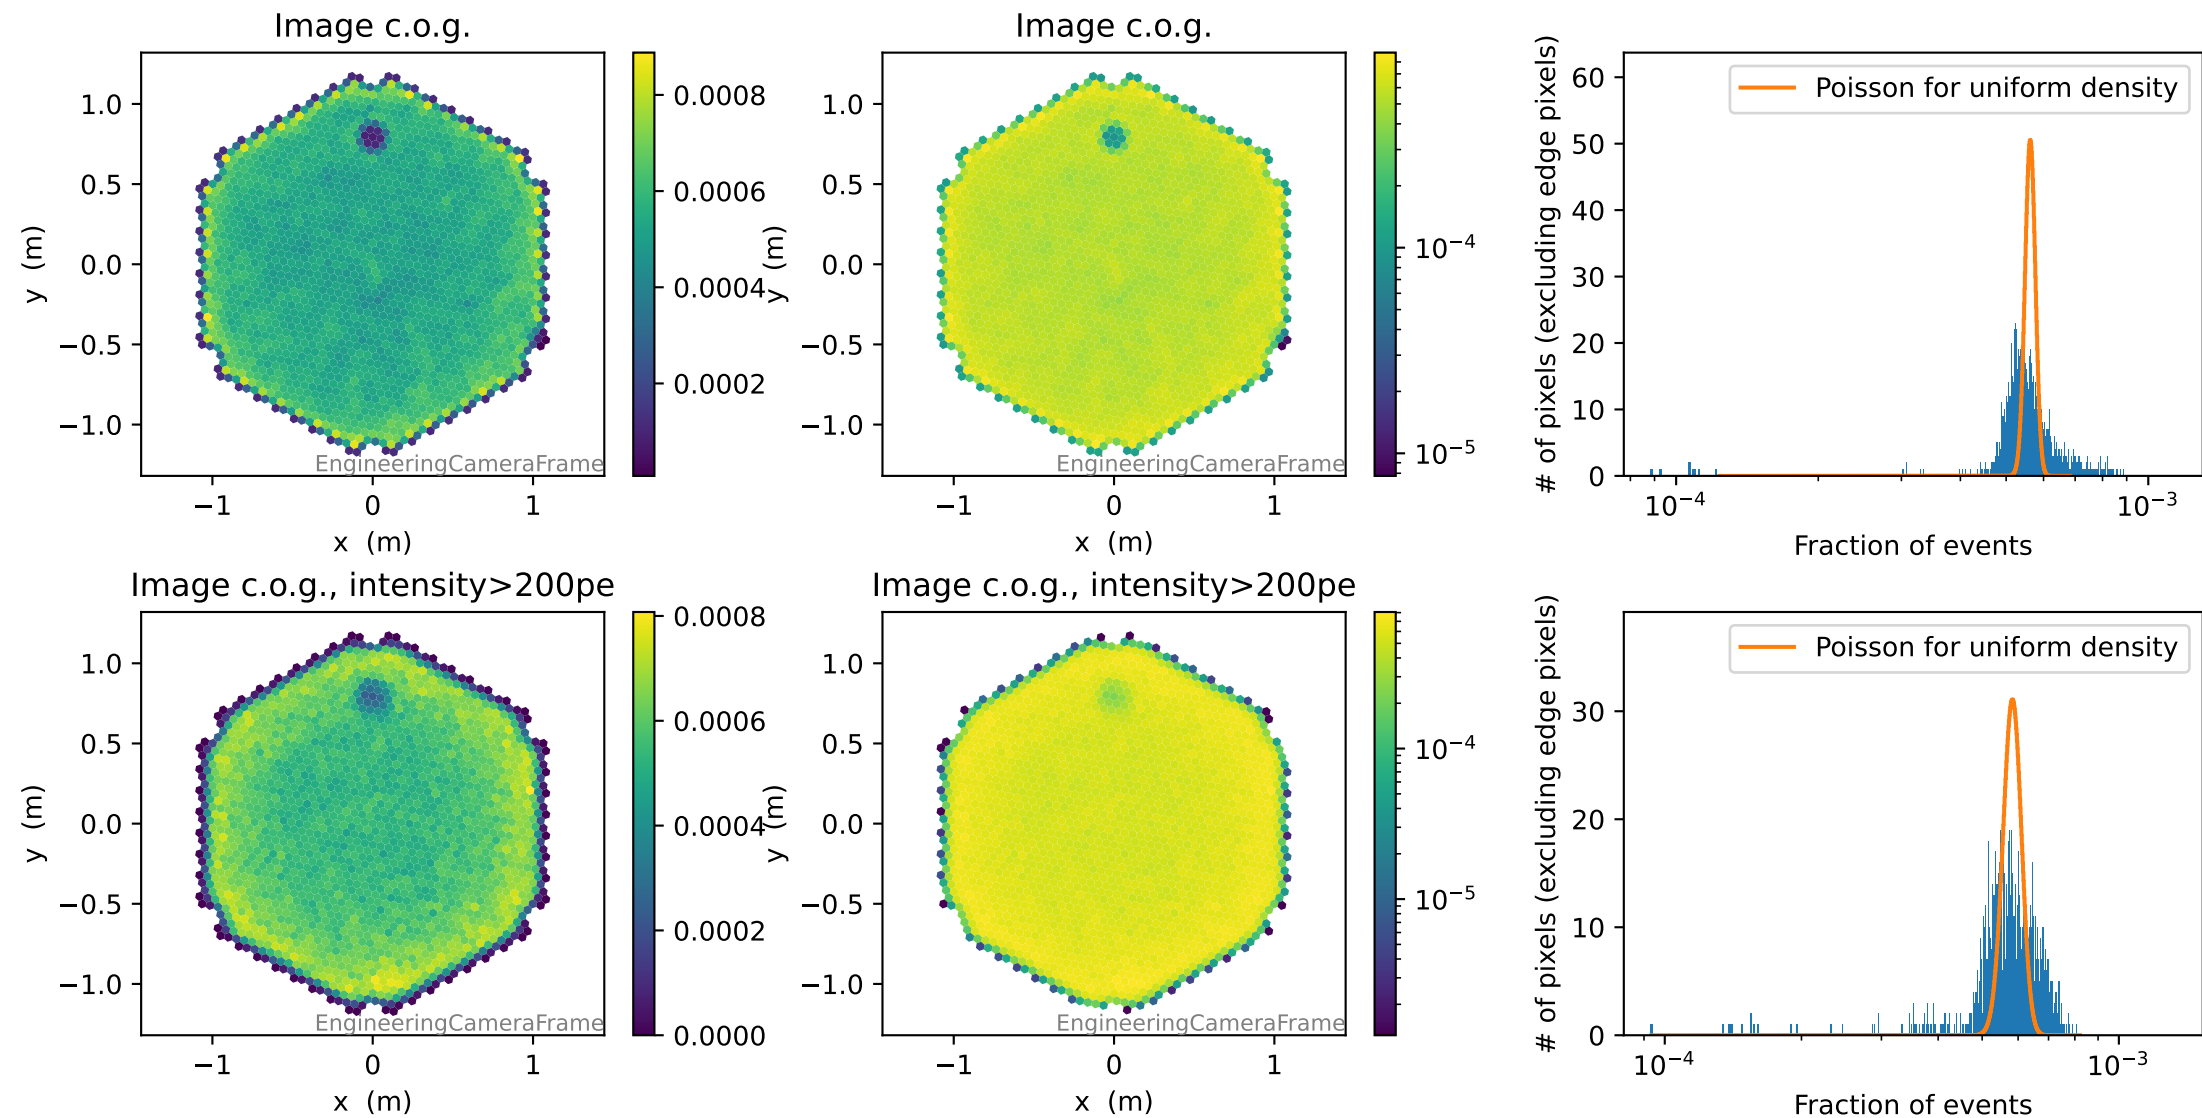 Image c.o.g.
1.0
0.5
0.0
−0.5
−1.0
y (m)
−1
0
1
x (m)
EngineeringCameraFrame
0.0008
0.0006
0.0004
0.0002
Image c.o.g.
1.0
0.5
0.0
−0.5
−1.0
y (m)
−1
0
1
x (m)
EngineeringCameraFrame
10⁻⁴
10⁻⁵
# of pixels (excluding edge pixels)
60
50
40
30
20
10
0
Poisson for uniform density
10⁻⁴
10⁻³
Fraction of events
Image c.o.g., intensity>200pe
1.0
0.5
0.0
−0.5
−1.0
y (m)
−1
0
1
x (m)
EngineeringCameraFrame
0.0008
0.0006
0.0004
0.0002
0.0000
Image c.o.g., intensity>200pe
1.0
0.5
0.0
−0.5
−1.0
y (m)
−1
0
1
x (m)
EngineeringCameraFrame
10⁻⁴
10⁻⁵
# of pixels (excluding edge pixels)
30
20
10
0
Poisson for uniform density
10⁻⁴
10⁻³
Fraction of events